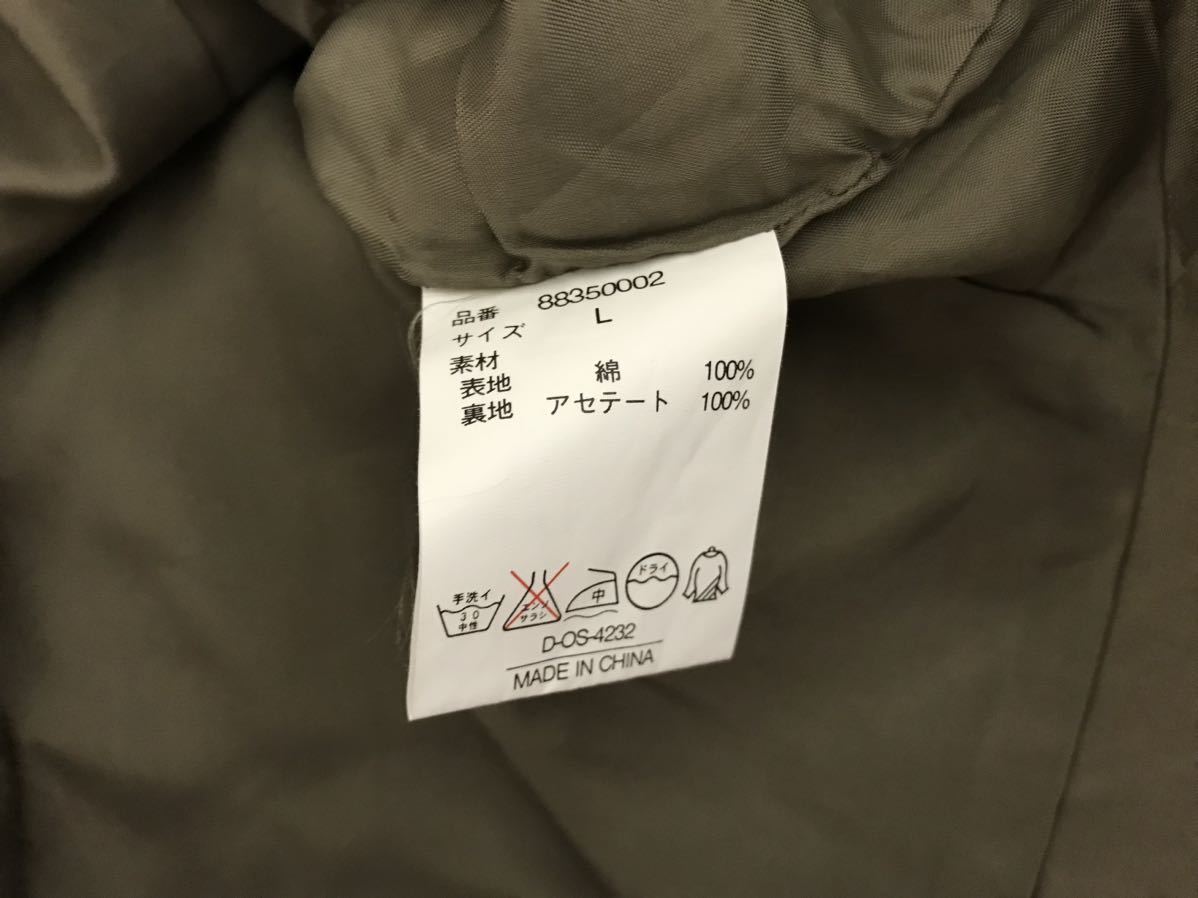 品番 88350002
サイズ L
素材
表地 綿 100%
裏地 アセテート 100%
手洗イ
30
中性
エンソ
サラシ
中
ドライ
D-OS-4232
MADE IN CHINA